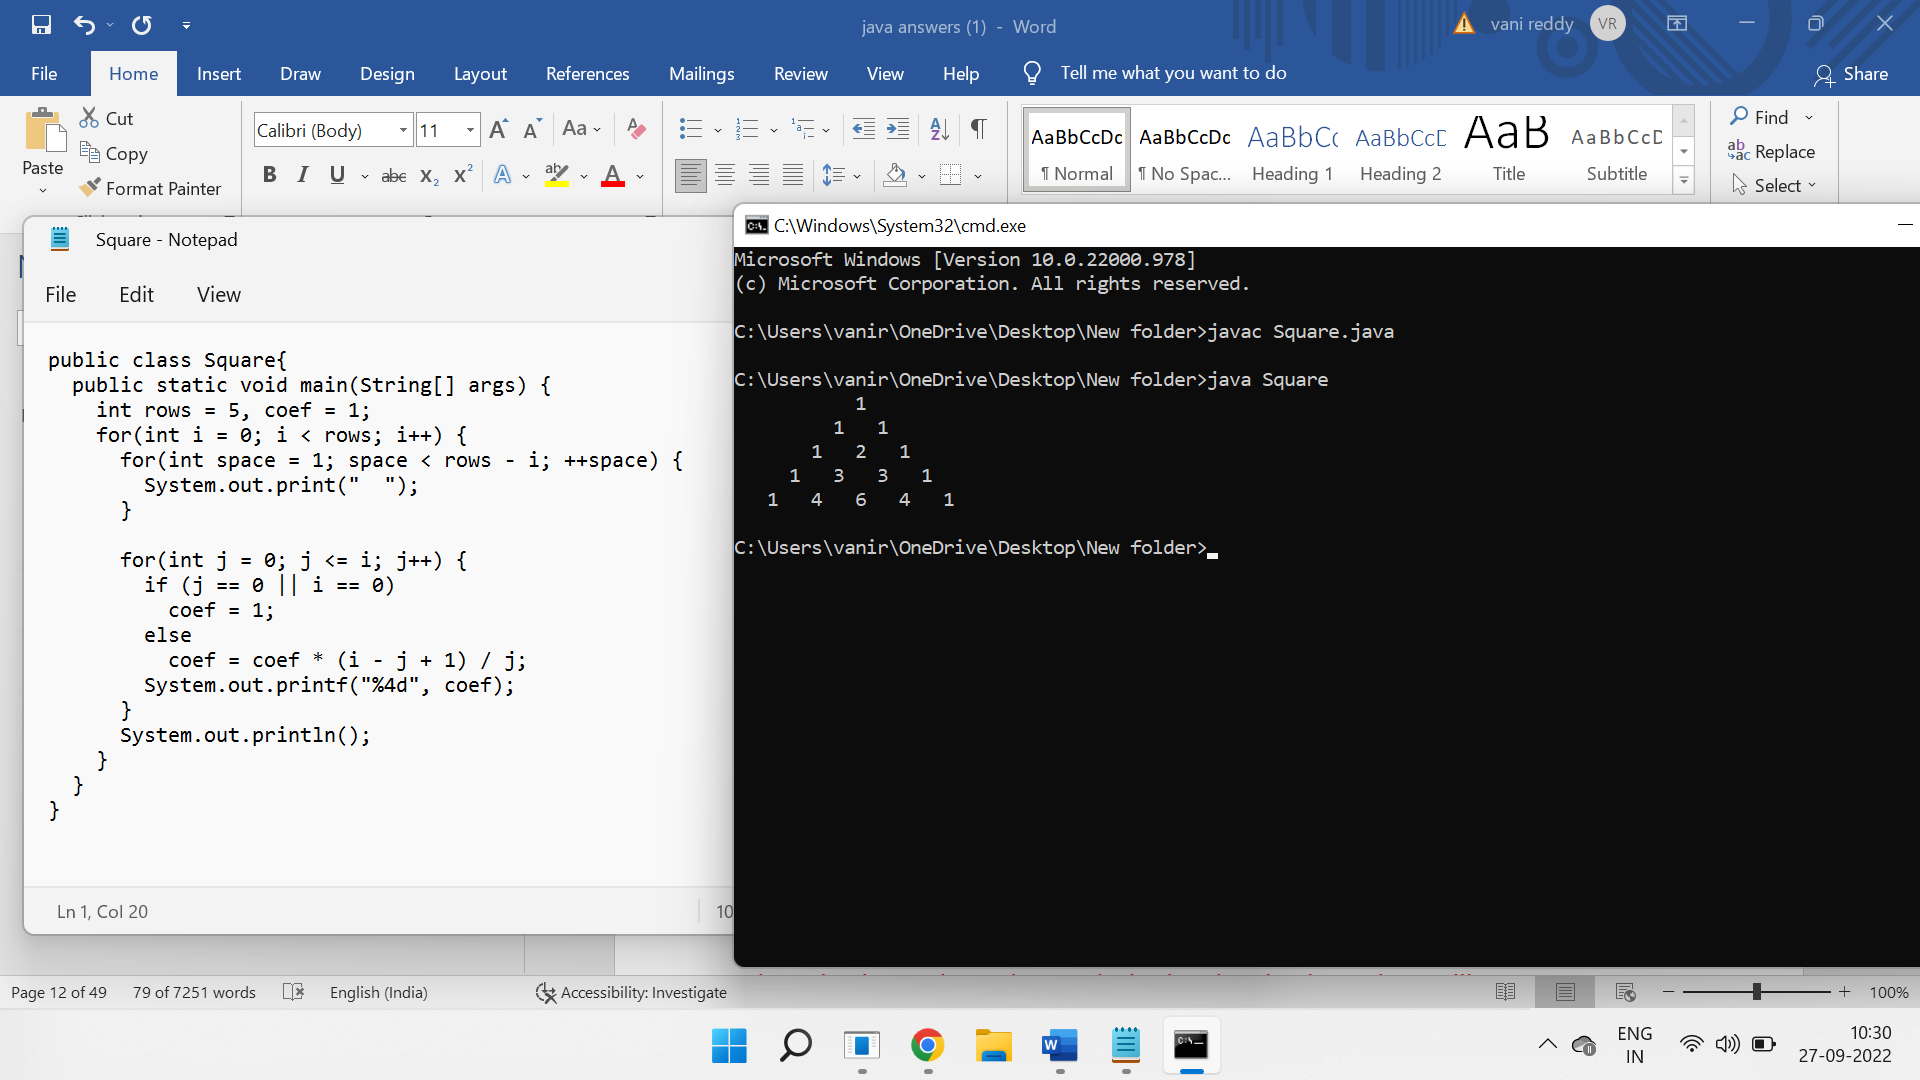 java answers (1) - Word
vani reddy
VR
File Home Insert Draw Design Layout References Mailings Review View Help Tell me what you want to do Share
Paste
Cut
Copy
Format Painter
Calibri (Body) 11
AaBbCcDc ¶ Normal
AaBbCcDc ¶ No Spac...
AaBbCc Heading 1
AaBbCcD Heading 2
AaB Title
AaBbCcD Subtitle
Find
Replace
Select
Square - Notepad
File Edit View
public class Square{
  public static void main(String[] args) {
    int rows = 5, coef = 1;
    for(int i = 0; i < rows; i++) {
      for(int space = 1; space < rows - i; ++space) {
        System.out.print("  ");
      }

      for(int j = 0; j <= i; j++) {
        if (j == 0 || i == 0)
          coef = 1;
        else
          coef = coef * (i - j + 1) / j;
        System.out.printf("%4d", coef);
      }
      System.out.println();
    }
  }
}
Ln 1, Col 20
10
C:\Windows\System32\cmd.exe
Microsoft Windows [Version 10.0.22000.978]
(c) Microsoft Corporation. All rights reserved.

C:\Users\vanir\OneDrive\Desktop\New folder>javac Square.java

C:\Users\vanir\OneDrive\Desktop\New folder>java Square
           1
         1   1
       1   2   1
     1   3   3   1
   1   4   6   4   1

C:\Users\vanir\OneDrive\Desktop\New folder>
Page 12 of 49 79 of 7251 words English (India) Accessibility: Investigate 100%
ENG
IN
10:30
27-09-2022